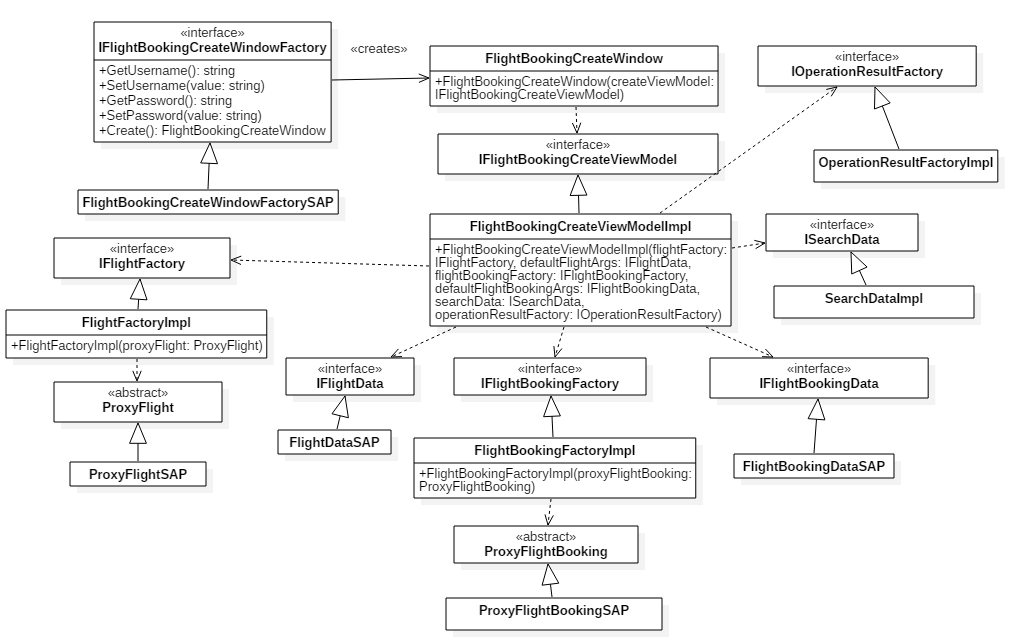 «interface»
IFlightBookingCreateWindowFactory
+GetUsername(): string
+SetUsername(value: string)
+GetPassword(): string
+SetPassword(value: string)
+Create(): FlightBookingCreateWindow
«creates»
FlightBookingCreateWindow
+FlightBookingCreateWindow(createViewModel:
IFlightBookingCreateViewModel)
«interface»
IOperationResultFactory
«interface»
IFlightBookingCreateViewModel
OperationResultFactoryImpl
FlightBookingCreateWindowFactorySAP
FlightBookingCreateViewModelImpl
+FlightBookingCreateViewModelImpl(flightFactory:
IFlightFactory, defaultFlightArgs: IFlightData,
flightBookingFactory: IFlightBookingFactory,
defaultFlightBookingArgs: IFlightBookingData,
searchData: ISearchData,
operationResultFactory: IOperationResultFactory)
«interface»
ISearchData
«interface»
IFlightFactory
SearchDataImpl
FlightFactoryImpl
+FlightFactoryImpl(proxyFlight: ProxyFlight)
«interface»
IFlightData
«interface»
IFlightBookingFactory
«interface»
IFlightBookingData
«abstract»
ProxyFlight
FlightDataSAP
FlightBookingFactoryImpl
+FlightBookingFactoryImpl(proxyFlightBooking:
ProxyFlightBooking)
FlightBookingDataSAP
ProxyFlightSAP
«abstract»
ProxyFlightBooking
ProxyFlightBookingSAP